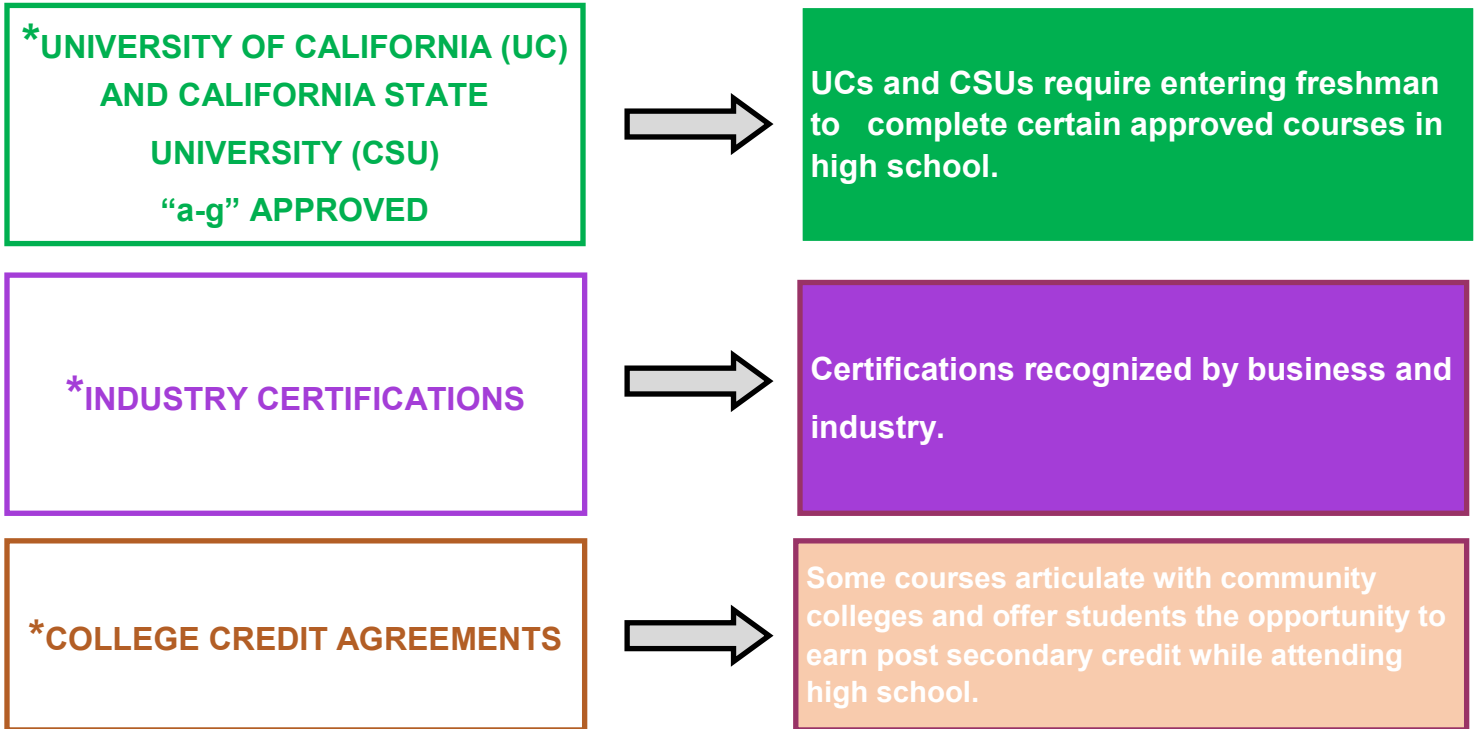 *UNIVERSITY OF CALIFORNIA (UC)
AND CALIFORNIA STATE
UNIVERSITY (CSU)
“a-g” APPROVED
UCs and CSUs require entering freshman
to complete certain approved courses in
high school.
*INDUSTRY CERTIFICATIONS
Certifications recognized by business and
industry.
*COLLEGE CREDIT AGREEMENTS
Some courses articulate with community
colleges and offer students the opportunity to
earn post secondary credit while attending
high school.